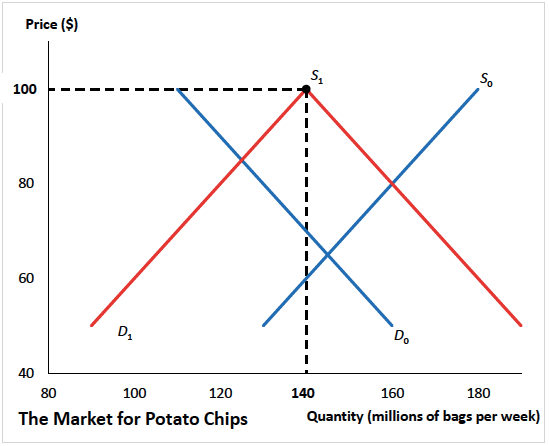 Price ($)
100
S1
S0
80
60
D1
D0
40
80
100
120
140
160
180
The Market for Potato Chips
Quantity (millions of bags per week)